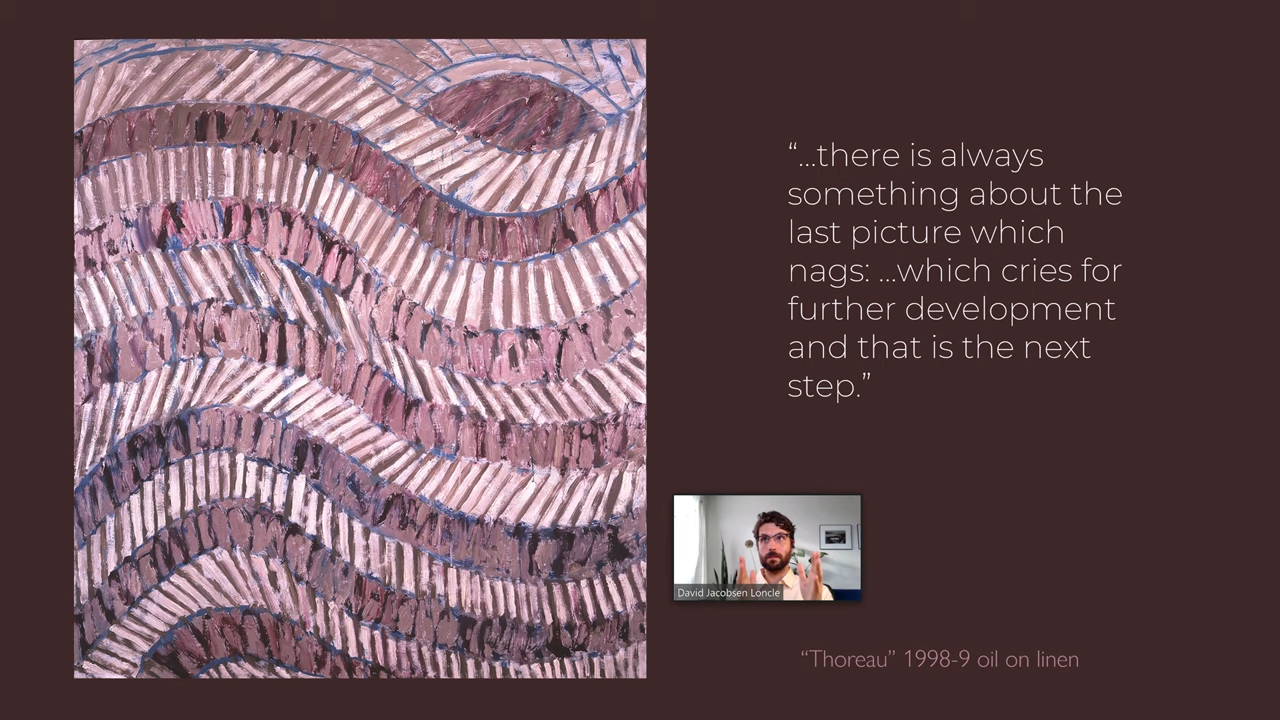 “...there is always
something about the
last picture which
nags: ...which cries for
further development
and that is the next
step.”
David Jacobsen Loncle
“Thoreau” 1998-9 oil on linen